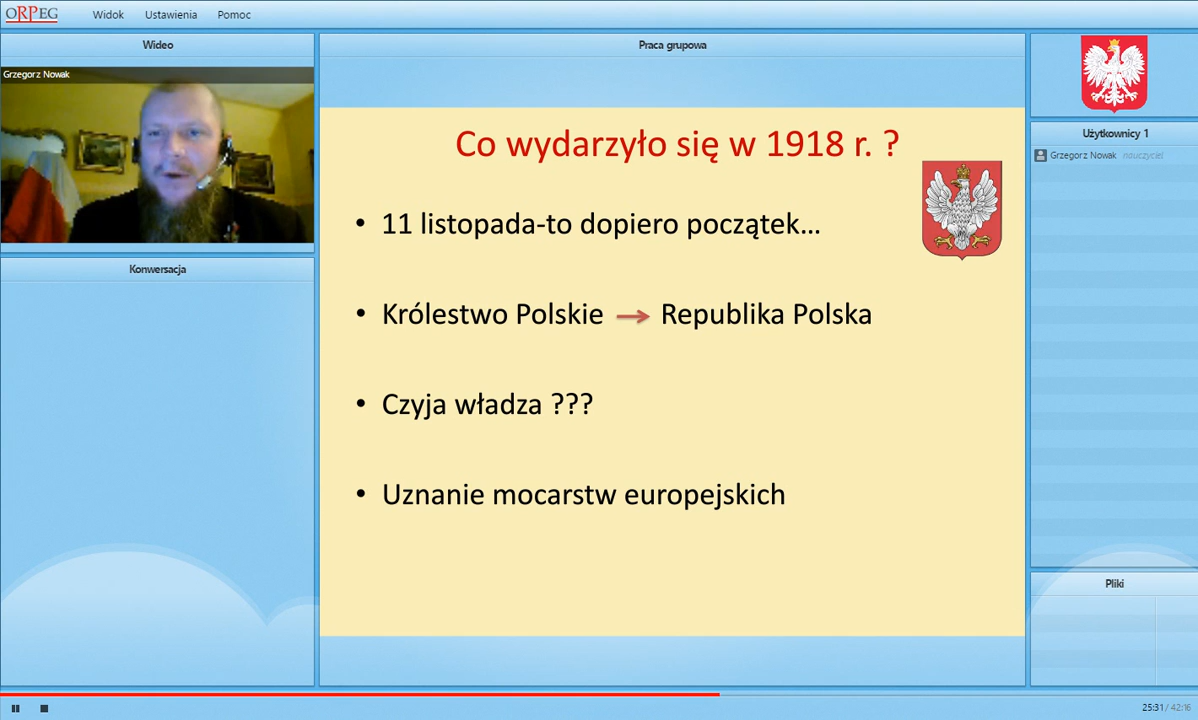 ORPEG
Widok Ustawienia Pomoc
Wideo
Grzegorz Nowak
Konwersacja
Praca grupowa
Co wydarzyło się w 1918 r. ?
• 11 listopada-to dopiero początek...
• Królestwo Polskie → Republika Polska
• Czyja władza ???
• Uznanie mocarstw europejskich
Użytkownicy 1
Grzegorz Nowak nauczyciel
Pliki
25:31 / 42:16